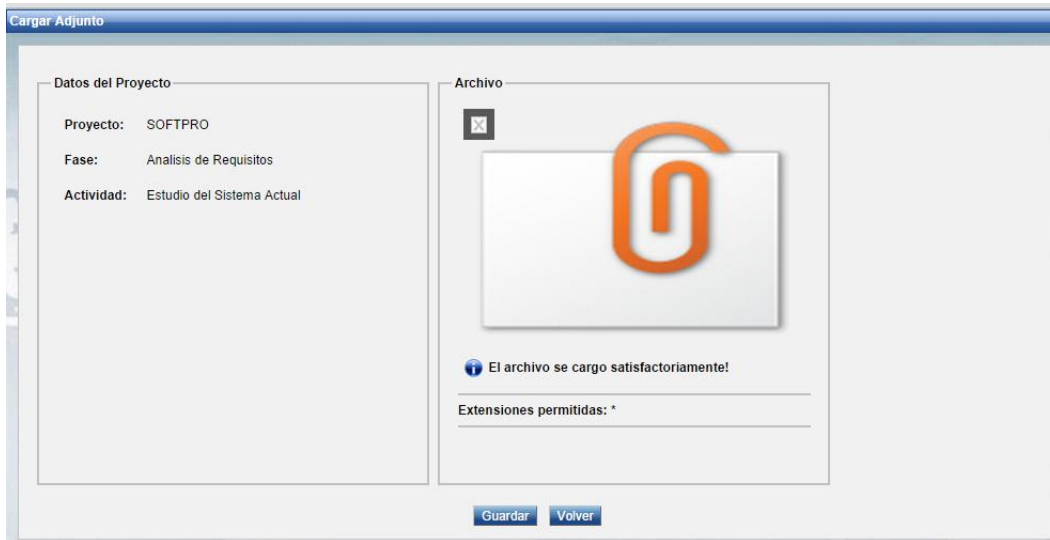 Cargar Adjunto
Datos del Proyecto
Proyecto: SOFTPRO
Fase: Analisis de Requisitos
Actividad: Estudio del Sistema Actual
Archivo
El archivo se cargo satisfactoriamente!
Extensiones permitidas: *
Guardar Volver